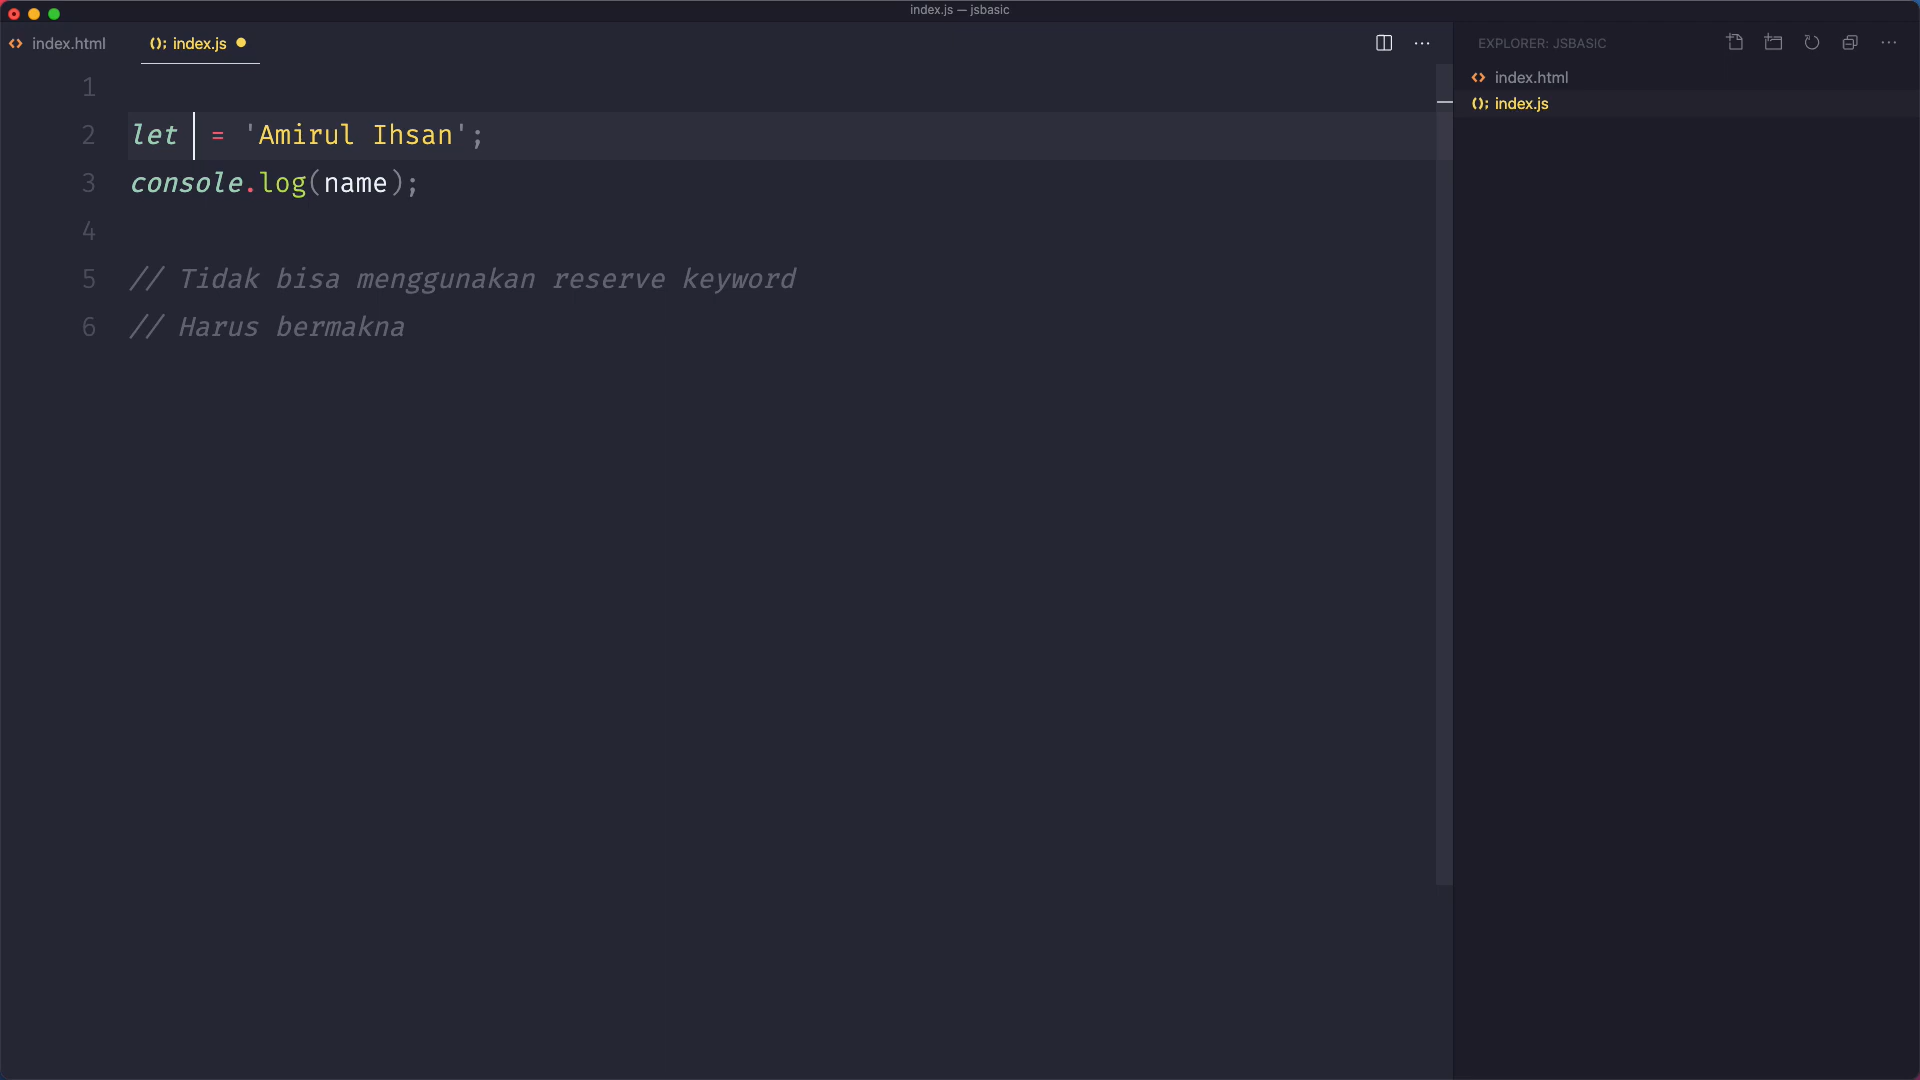 index.js — jsbasic
index.html
(); index.js
EXPLORER: JSBASIC
index.html
(); index.js
1
2 let = 'Amirul Ihsan';
3 console.log(name);
4
5 // Tidak bisa menggunakan reserve keyword
6 // Harus bermakna